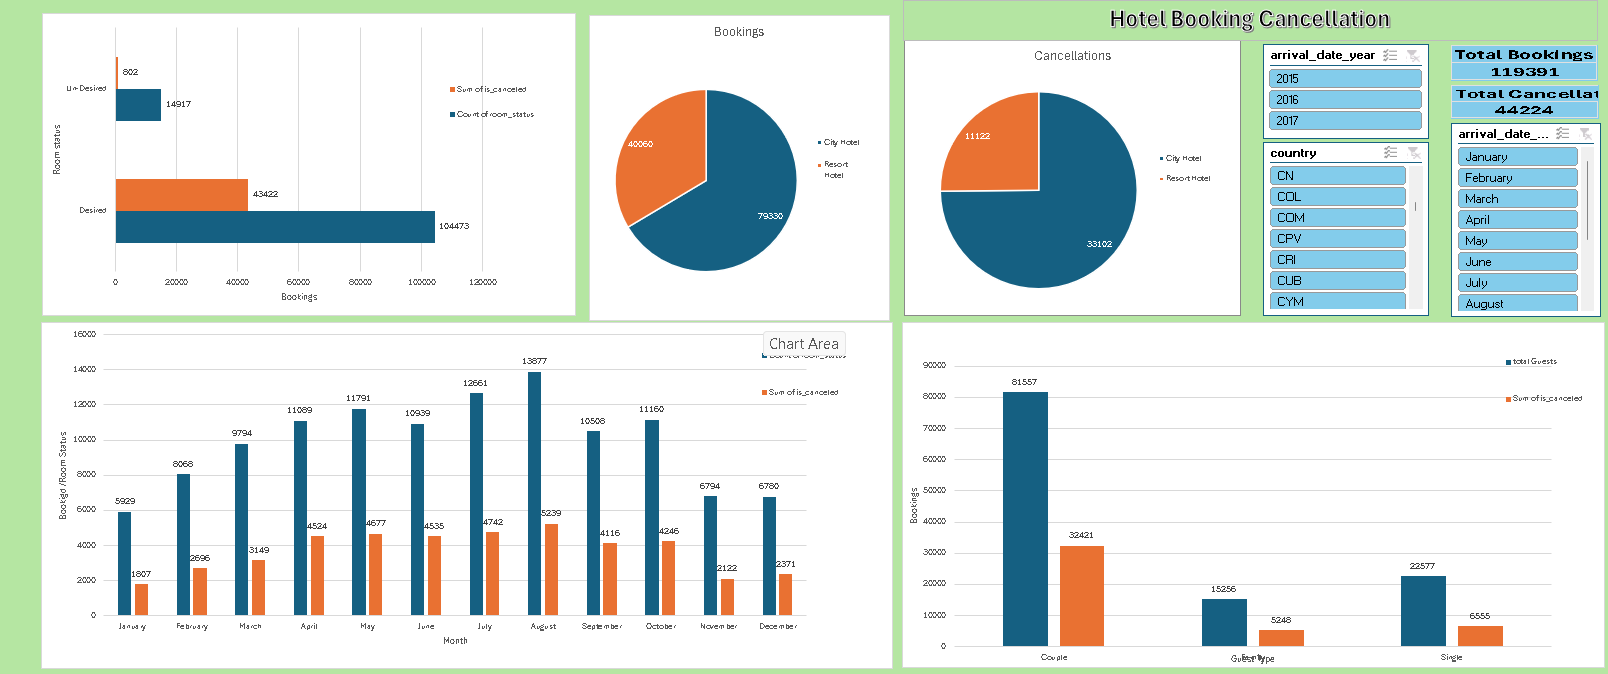 Hotel Booking Cancellation
802
Un-Desired
14917
43422
Desired
104473
Room status
0 20000 40000 60000 80000 100000 120000
Bookings
Sum of is_canceled
Count of room_status
Bookings
40060
79330
City Hotel
Resort
Hotel
Cancellations
11122
33102
City Hotel
Resort Hotel
arrival_date_year
2015
2016
2017
country
CN
COL
COM
CPV
CRI
CUB
CYM
Total Bookings
119391
Total Cancellat
44224
arrival_date_...
January
February
March
April
May
June
July
August
Chart Area
Sum of is_canceled
16000
14000
12000
10000
8000
6000
4000
2000
0
5929 8068 9794 11089 11791 10939 12661 13877 10508 11160 6794 6780
1807 2696 3149 4524 4677 4535 4742 5239 4116 4246 2122 2371
January February March April May June July August September October November December
Month
total Guests
Sum of is_canceled
90000
80000
70000
60000
50000
40000
30000
20000
10000
0
Bookings
81557 15256 22577
32421 5248 6555
Couple Single
Guest Type